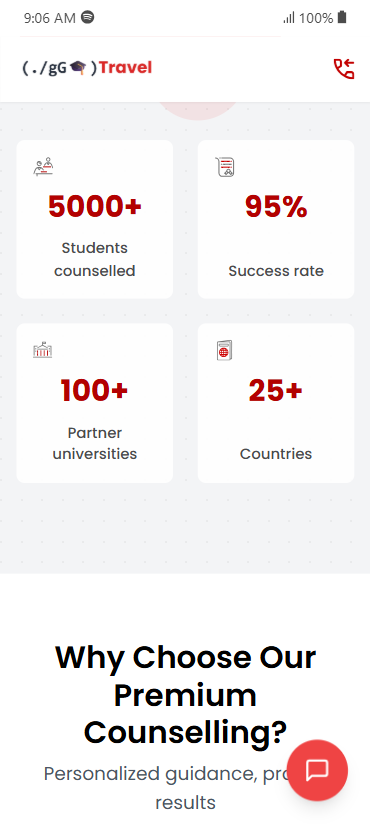 9:06 AM
100%
(./gG🎓)Travel
5000+
Students
counselled
95%
Success rate
100+
Partner
universities
25+
Countries
Why Choose Our
Premium
Counselling?
Personalized guidance,
results